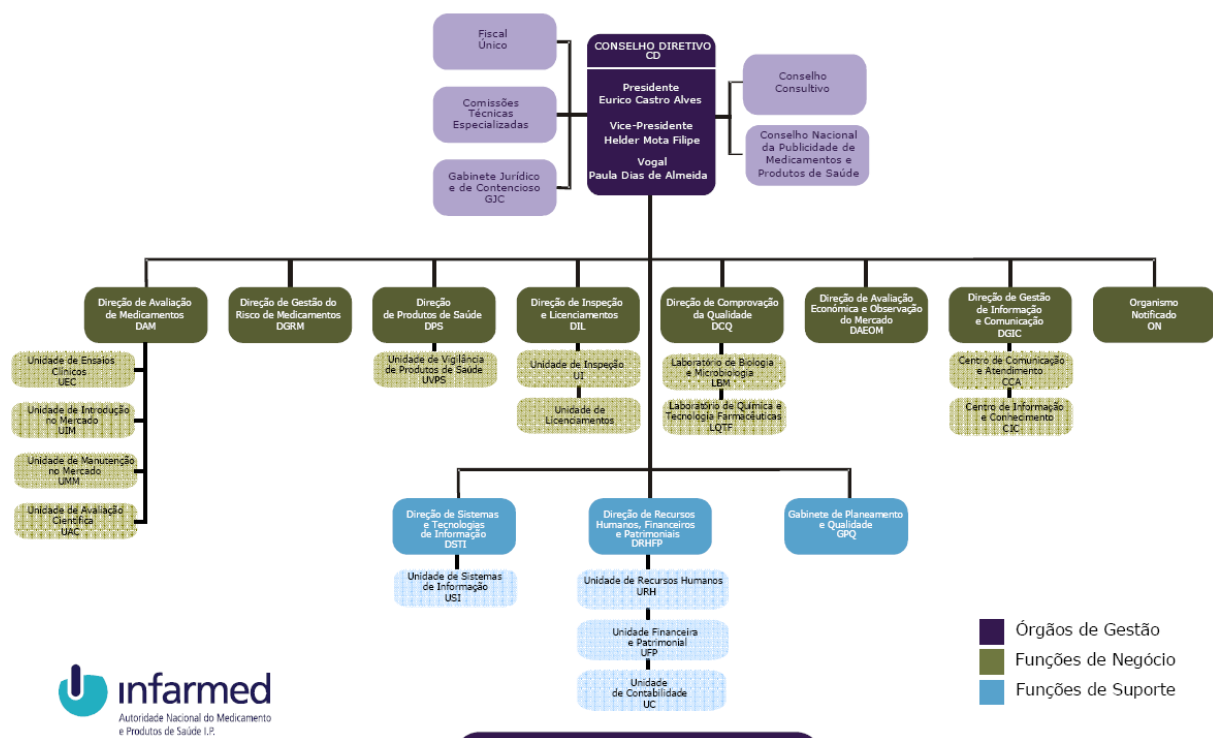 Fiscal
Único
Comissões
Técnicas
Especializadas
Gabinete Jurídico
e de Contencioso
GJC
CONSELHO DIRETIVO
CD
Presidente
Eurico Castro Alves
Vice-Presidente
Helder Mota Filipe
Vogal
Paula Dias de Almeida
Conselho
Consultivo
Conselho Nacional
da Publicidade de
Medicamentos e
Produtos de Saúde
Direção de Avaliação
de Medicamentos
DAM
Direção de Gestão do
Risco de Medicamentos
DGRM
Direção
de Produtos de Saúde
DPS
Direção de Inspeção
e Licenciamentos
DIL
Direção de Comprovação
da Qualidade
DCQ
Direção de Avaliação
Económica e Observação
do Mercado
DAEOM
Direção de Gestão
de Informação
e Comunicação
DGIC
Organismo
Notificado
ON
Unidade de Ensaios
Clínicos
UEC
Unidade de Introdução
no Mercado
UIM
Unidade de Manutenção
no Mercado
UMM
Unidade de Avaliação
Científica
UAC
Unidade de Vigilância
de Produtos de Saúde
UVPS
Unidade de Inspeção
UI
Unidade de
Licenciamentos
Laboratório de Biologia
e Microbiologia
LBM
Laboratório de Química e
Tecnologia Farmacêuticas
LQTF
Centro de Comunicação
e Atendimento
CCA
Centro de Informação
e Conhecimento
CIC
Direção de Sistemas
e Tecnologias
de Informação
DSTI
Direção de Recursos
Humanos, Financeiros
e Patrimoniais
DRHFP
Gabinete de Planeamento
e Qualidade
GPQ
Unidade de Sistemas
de Informação
USI
Unidade de Recursos Humanos
URH
Unidade Financeira
e Patrimonial
UFP
Unidade
de Contabilidade
UC
Órgãos de Gestão
Funções de Negócio
Funções de Suporte
infarmed
Autoridade Nacional do Medicamento
e Produtos de Saúde I.P.